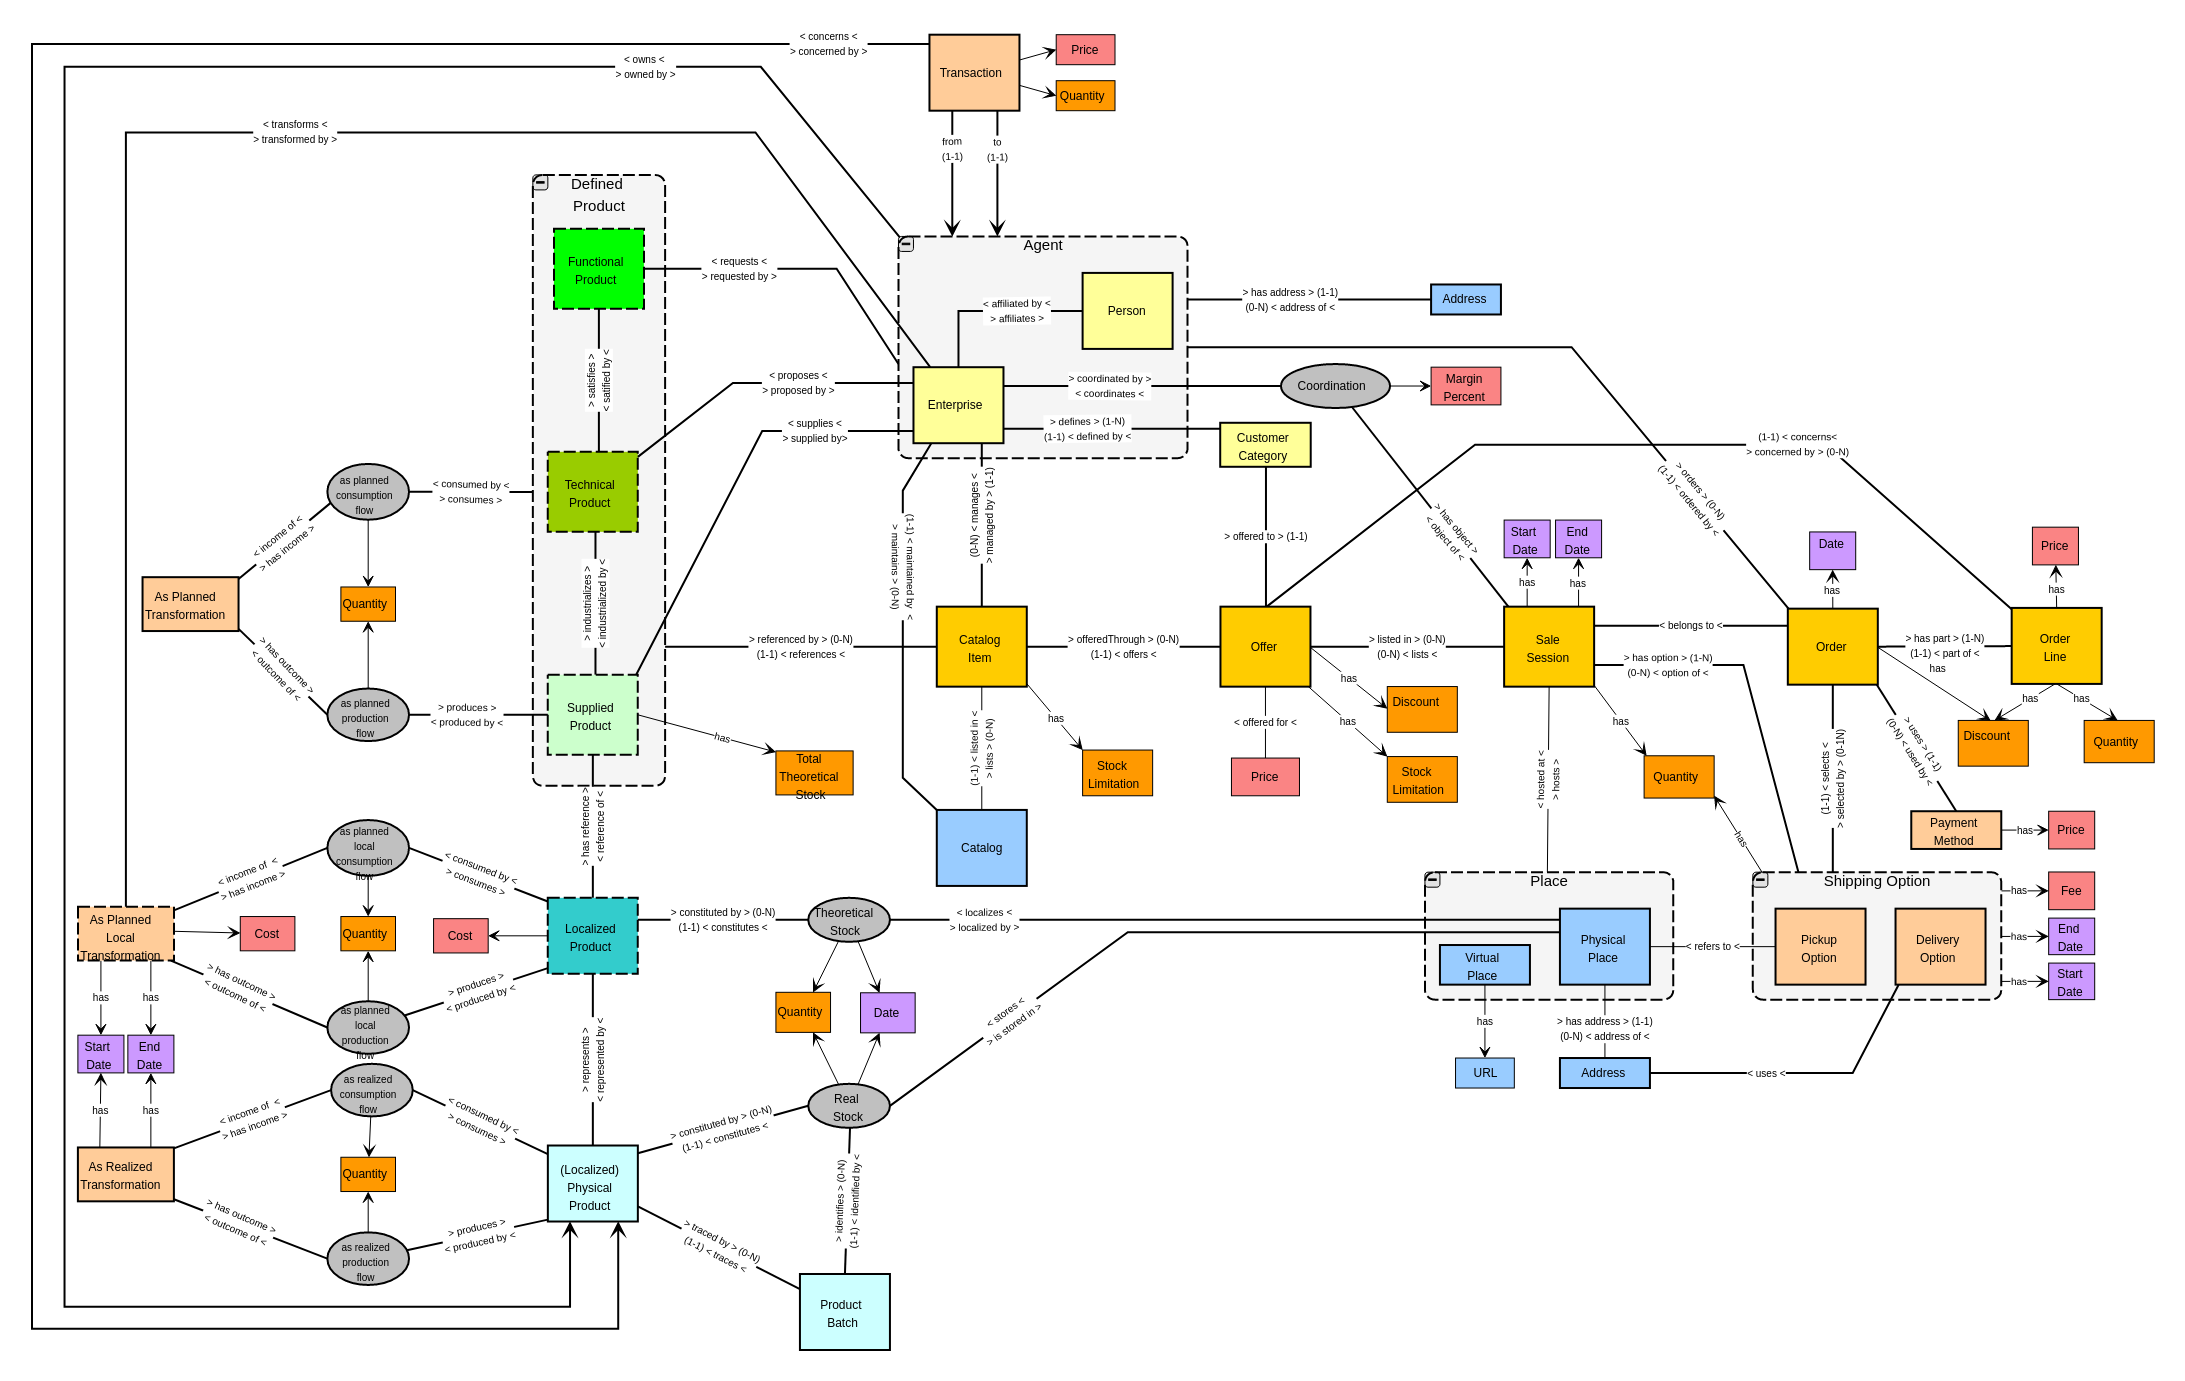 < concerns <
> concerned by >
Transaction
Price
Quantity
< owns <
> owned by >
< transforms <
> transformed by >
from
(1-1)
to
(1-1)
Defined
Product
Functional
Product
< requests <
> requested by >
Agent
Person
< affiliated by <
> affiliates >
> has address > (1-1)
(0-N) < address of <
Address
> satisfies >
< satified by <
< proposes <
> proposed by >
Enterprise
> coordinated by >
< coordinates <
Coordination
Margin
Percent
< supplies <
> supplied by>
> defines > (1-N)
(1-1) < defined by <
Customer
Category
(1-1) < concerns<
> concerned by > (0-N)
> orders > (0-N)
(1-1) < ordered by <
Technical
Product
as planned
consumption
flow
< consumed by <
> consumes >
< income of <
> has income >
(0-N) < manages <
> managed by > (1-1)
(1-1) < maintained by <
> maintains > (0-N)
> offered to > (1-1)
> has object >
< object of <
Start
Date
End
Date
Date
Price
has
has
has
has
As Planned
Transformation
Quantity
> industrializes >
< industrialized by <
> has outcome >
< outcome of <
as planned
production
flow
> produces >
< produced by <
Supplied
Product
has
Total
Theoretical
Stock
> referenced by > (0-N)
(1-1) < references <
Catalog
Item
> offeredThrough > (0-N)
(1-1) < offers <
Offer
> listed in > (0-N)
(0-N) < lists <
Sale
Session
< belongs to <
> has option > (1-N)
(0-N) < option of <
Order
> has part > (1-N)
(1-1) < part of <
has
Order
Line
has
has
Discount
Quantity
(1-1) < listed in <
> lists > (0-N)
has
Stock
Limitation
< offered for <
Price
has
Discount
has
Stock
Limitation
< hosted at <
> hosts >
has
Quantity
has
(1-1) < selects <
> selected by > (0-1N)
> uses > (1-1)
(0-N) < used by <
Payment
Method
has
Price
Catalog
> has reference >
< reference of <
as planned
local
consumption
flow
< income of <
> has income >
< consumed by <
> consumes >
As Planned
Local
Transformation
Cost
Quantity
Cost
Localized
Product
> constituted by > (0-N)
(1-1) < constitutes <
Theoretical
Stock
< localizes <
> localized by >
Place
Virtual
Place
Physical
Place
< refers to <
Shipping Option
Pickup
Option
Delivery
Option
has
Fee
has
End
Date
has
Start
Date
> has outcome >
< outcome of <
> produces >
< produced by <
as planned
local
production
flow
has
has
Start
Date
End
Date
has
has
Quantity
Date
< stores <
> is stored in >
has
URL
> has address > (1-1)
(0-N) < address of <
Address
< uses <
> represents >
< represented by <
as realized
consumption
flow
< income of <
> has income >
< consumed by <
> consumes >
Real
Stock
> constituted by > (0-N)
(1-1) < constitutes <
As Realized
Transformation
Quantity
(Localized)
Physical
Product
> has outcome >
< outcome of <
as realized
production
flow
> produces >
< produced by <
> traced by > (0-N)
(1-1) < traces <
> identifies > (0-N)
(1-1) < identified by <
Product
Batch